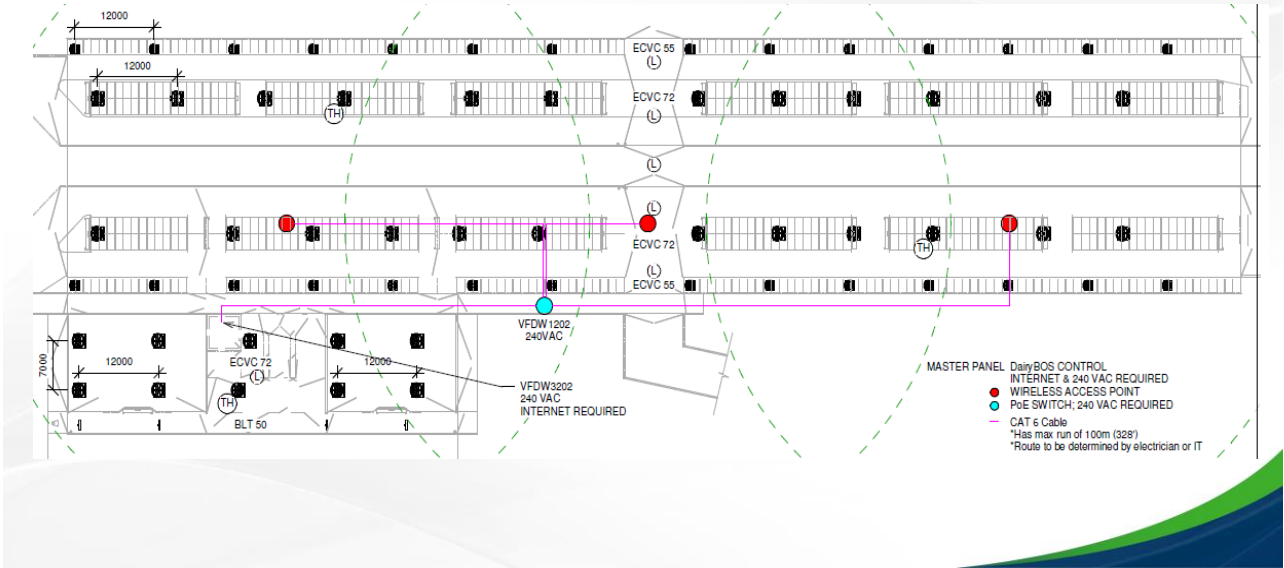 12000
ECVC 55
L
12000
ECVC 72
L
TH
L
L
ECVC 72
TH
L
ECVC 55
VFDW1202
240VAC
7000
12000
ECVC 72
L
12000
TH
BLT 50
VFDW3202
240 VAC
INTERNET REQUIRED
MASTER PANEL DairyBOS CONTROL
INTERNET & 240 VAC REQUIRED
WIRELESS ACCESS POINT
PoE SWITCH; 240 VAC REQUIRED
CAT 6 Cable
*Has max run of 100m (328')
*Route to be determined by electrician or IT